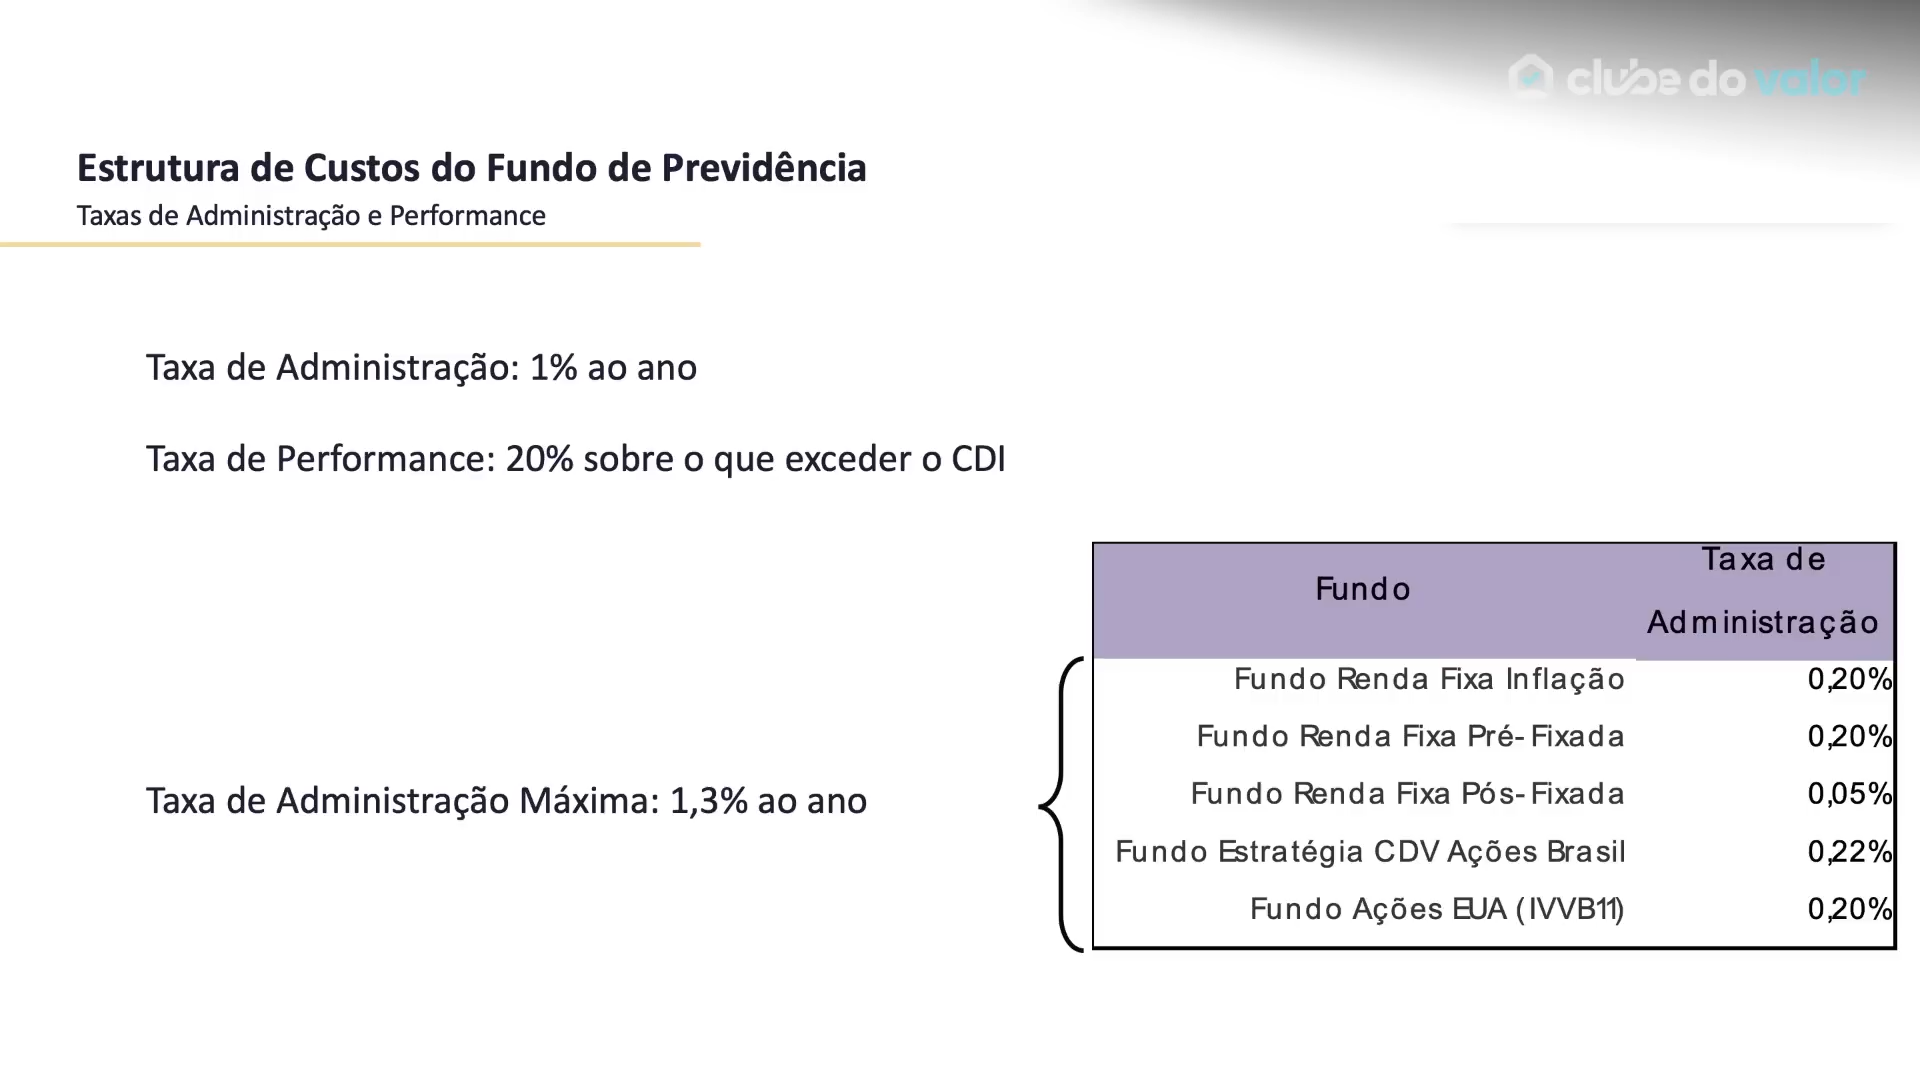 clube do valor
Estrutura de Custos do Fundo de Previdência
Taxas de Administração e Performance
Taxa de Administração: 1% ao ano
Taxa de Performance: 20% sobre o que exceder o CDI
Taxa de Administração Máxima: 1,3% ao ano
Fundo
Taxa de
Administração
Fundo Renda Fixa Inflação 0,20%
Fundo Renda Fixa Pré-Fixada 0,20%
Fundo Renda Fixa Pós-Fixada 0,05%
Fundo Estratégia CDV Ações Brasil 0,22%
Fundo Ações EUA (IVVB11) 0,20%